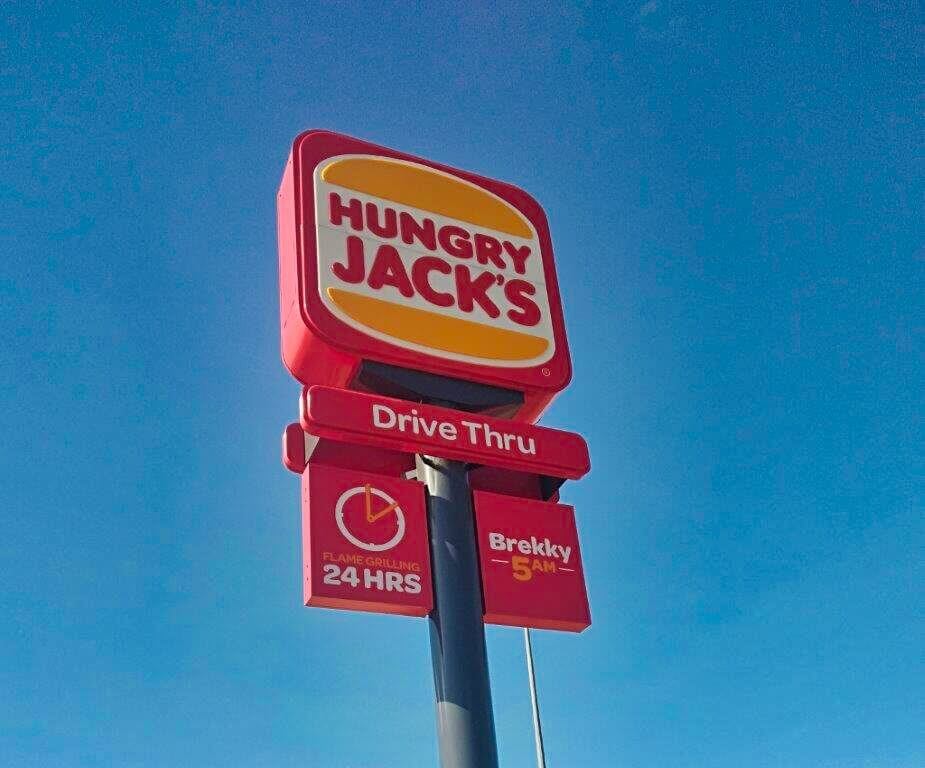 HUNGRY
JACK'S
®
Drive Thru
FLAME GRILLING
24 HRS
Brekky
5AM